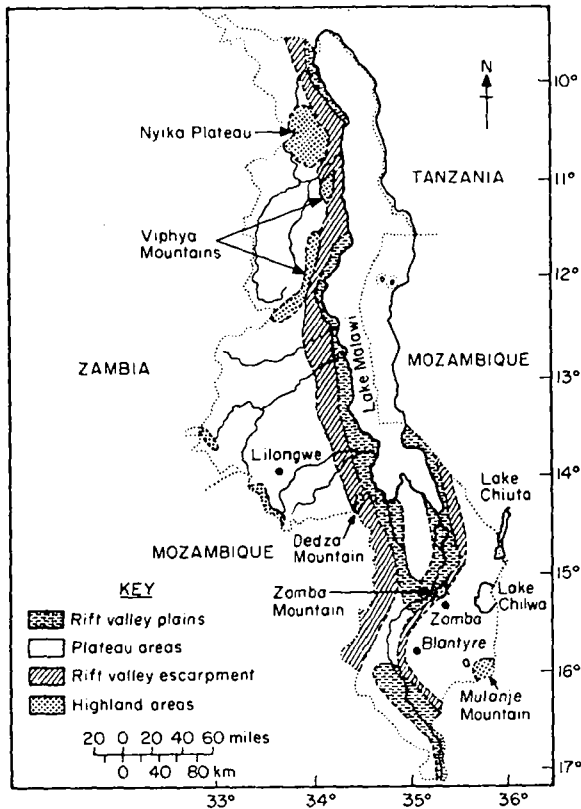 N
10°
Nyika Plateau
TANZANIA
11°
Viphya
Mountains
12°
Lake Malawi
ZAMBIA
MOZAMBIQUE
13°
Lilongwe
14°
Lake
Chiuta
MOZAMBIQUE
Dedza
Mountain
15°
KEY
Zomba
Mountain
Lake
Chilwa
Rift valley plains
Zomba
Plateau areas
Blantyre
16°
Rift valley escarpment
Highland areas
Mulanje
Mountain
20 0 20 40 60 miles
0 40 80 km
17°
33° 34° 35° 36°